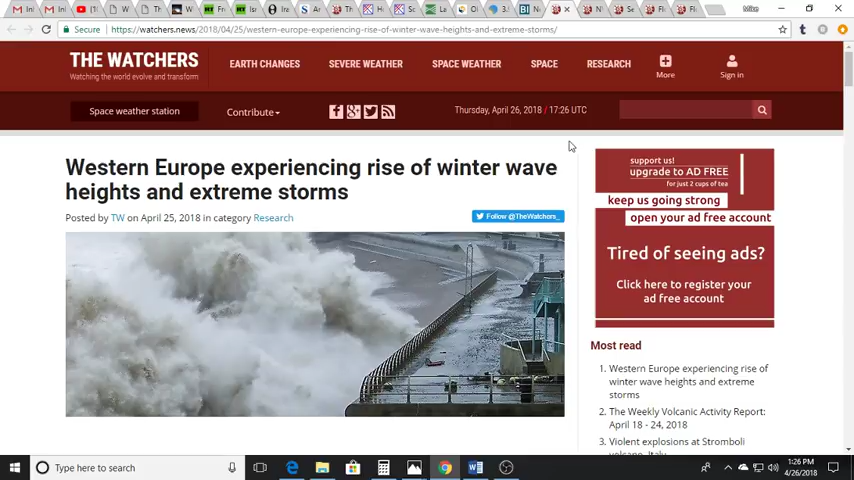 Mike
Secure
https://watchers.news/2018/04/25/western-europe-experiencing-rise-of-winter-wave-heights-and-extreme-storms/
THE WATCHERS
Watching the world evolve and transform
EARTH CHANGES
SEVERE WEATHER
SPACE WEATHER
SPACE
RESEARCH
More
Sign in
Space weather station
Contribute
Thursday, April 26, 2018 / 17:26 UTC
Western Europe experiencing rise of winter wave
heights and extreme storms
Posted by TW on April 25, 2018 in category Research
Follow @TheWatchers_
support us!
upgrade to AD FREE
for just 2 cups of tea
keep us going strong
open your ad free account
Tired of seeing ads?
Click here to register your
ad free account
Most read
1. Western Europe experiencing rise of
winter wave heights and extreme
storms
2. The Weekly Volcanic Activity Report:
April 18 - 24, 2018
3. Violent explosions at Stromboli
volcano, Italy
Type here to search
1:26 PM
4/26/2018